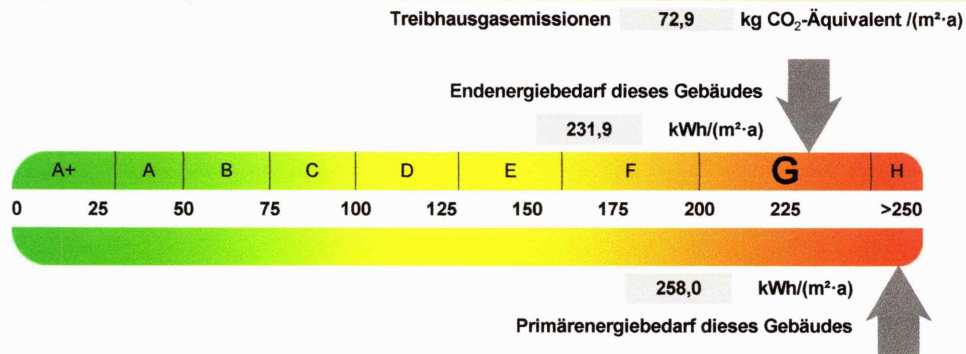 Treibhausgasemissionen 72,9 kg CO₂-Äquivalent /(m²·a)
Endenergiebedarf dieses Gebäudes
231,9 kWh/(m²·a)
A+ A B C D E F G H
0 25 50 75 100 125 150 175 200 225 >250
258,0 kWh/(m²·a)
Primärenergiebedarf dieses Gebäudes